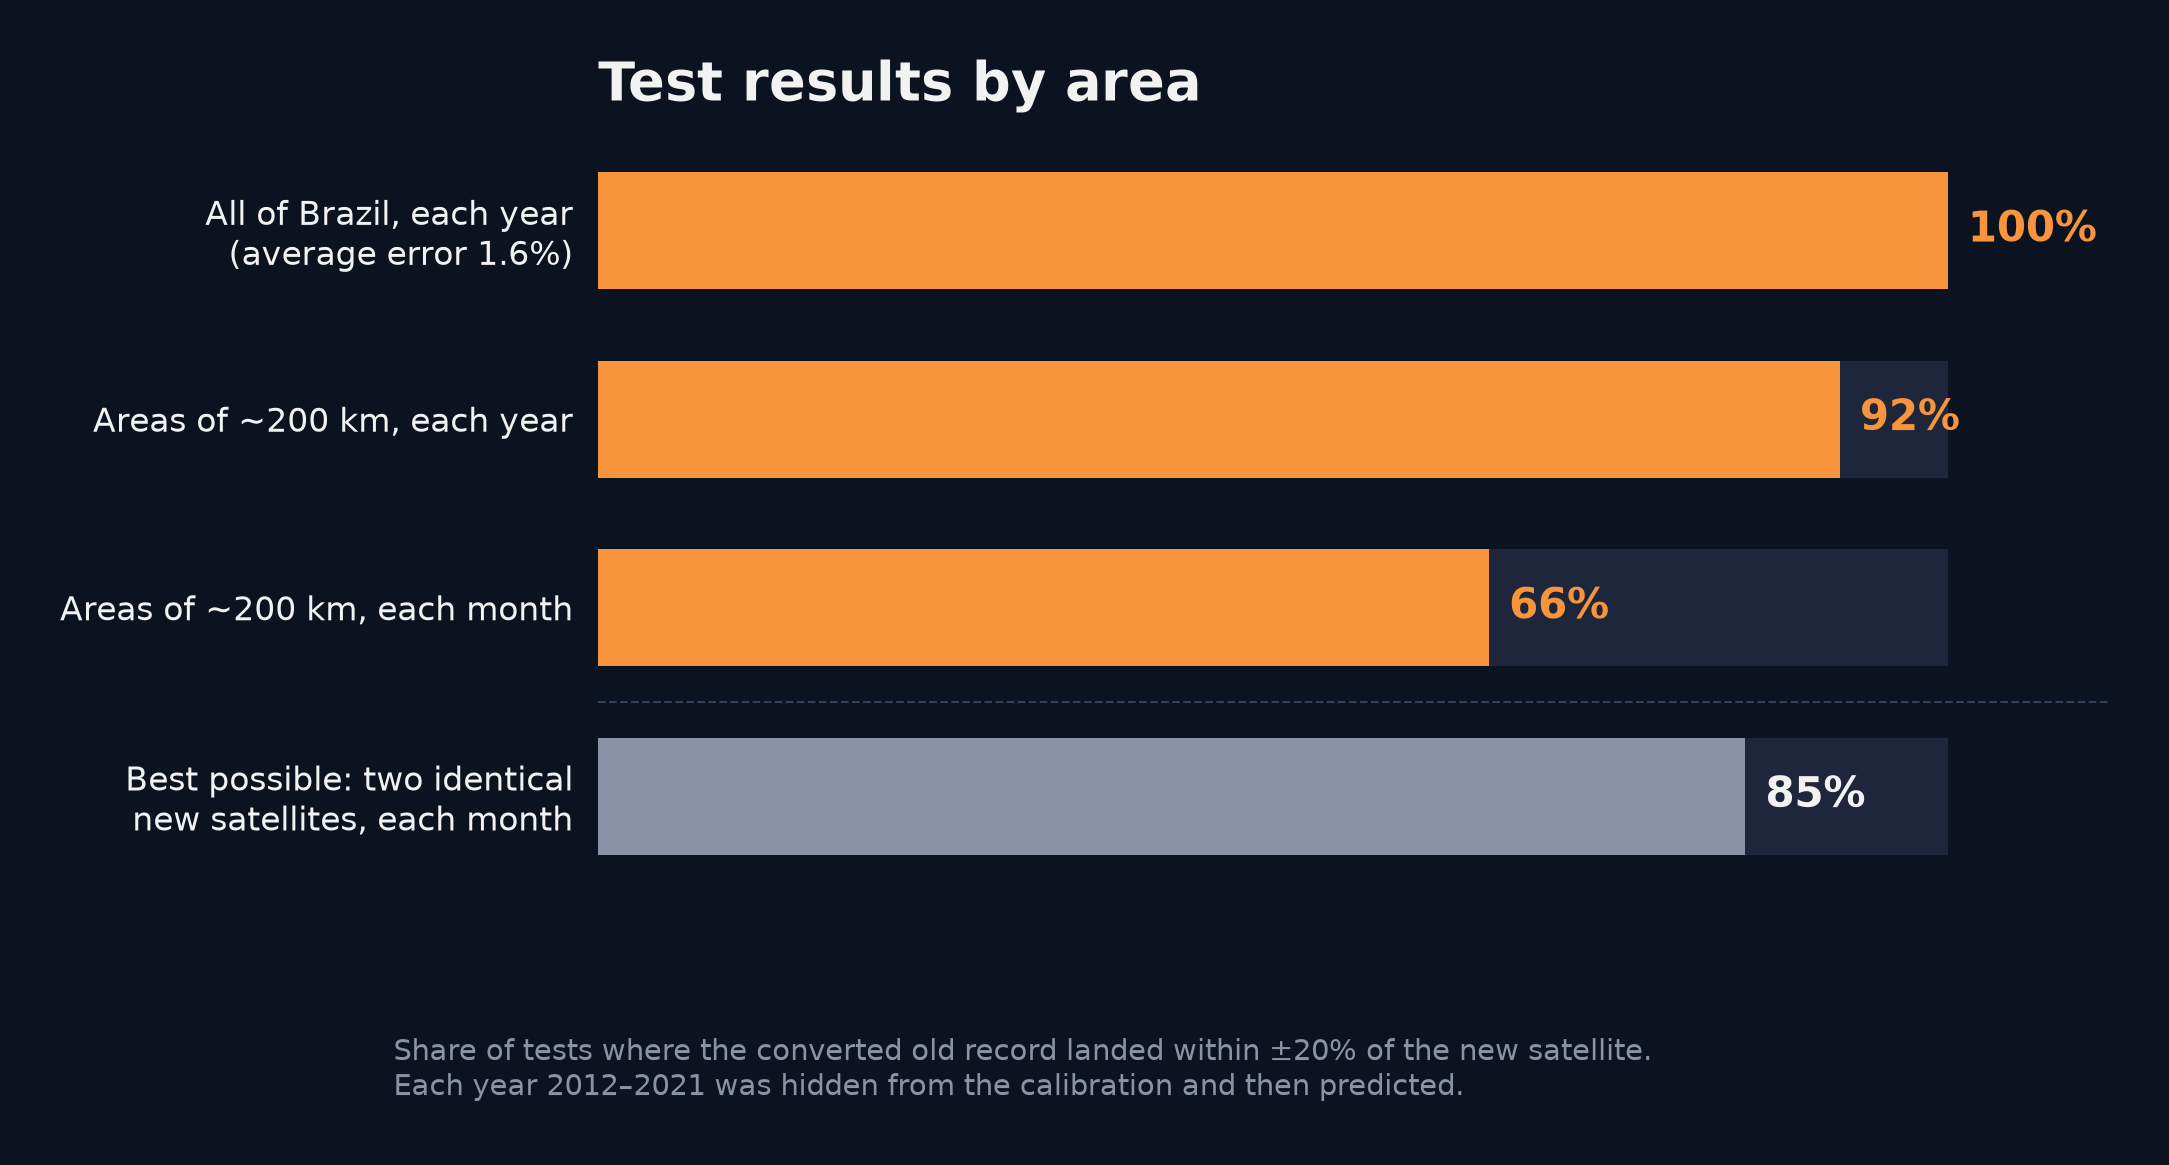 Test results by area
All of Brazil, each year
(average error 1.6%)
100%
Areas of ~200 km, each year
92%
Areas of ~200 km, each month
66%
Best possible: two identical
new satellites, each month
85%
Share of tests where the converted old record landed within ±20% of the new satellite.
Each year 2012–2021 was hidden from the calibration and then predicted.